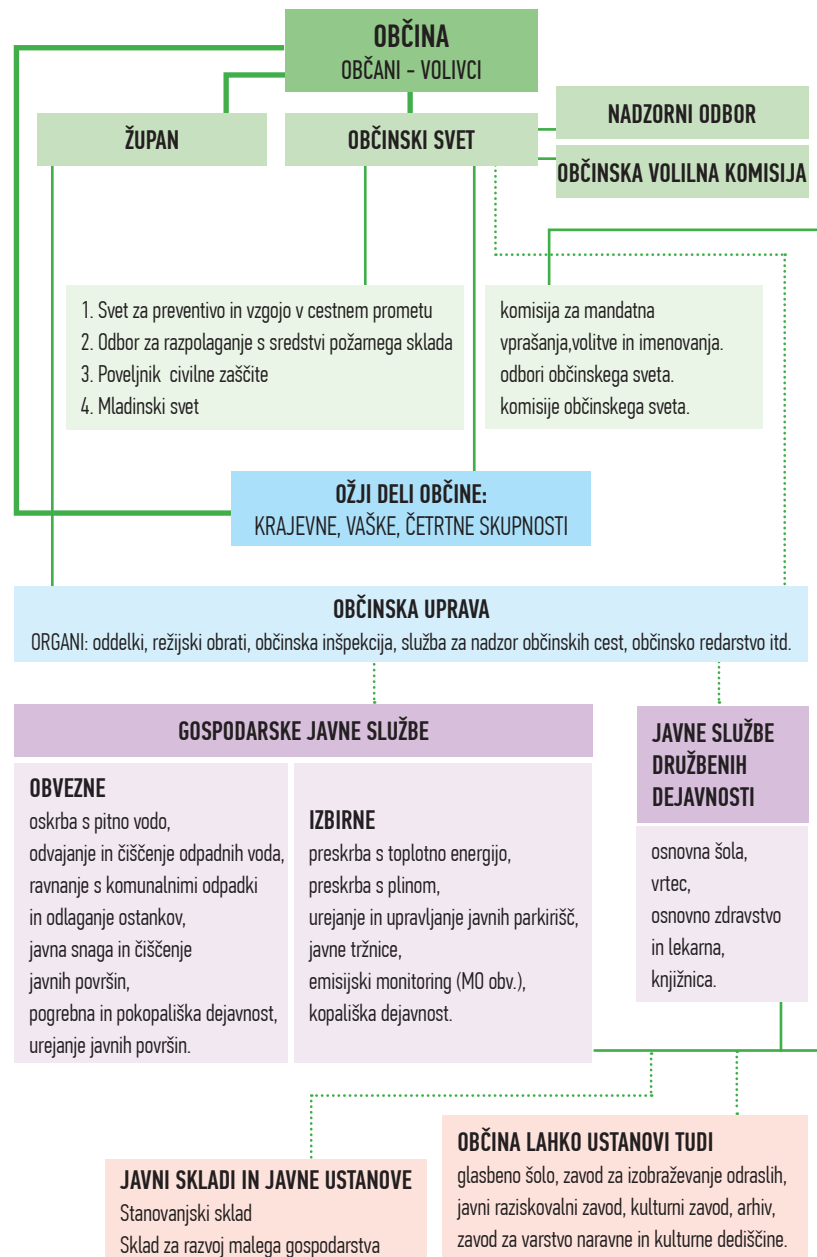 OBČINA
OBČANI - VOLIVCI
ŽUPAN
OBČINSKI SVET
NADZORNI ODBOR
OBČINSKA VOLILNA KOMISIJA
1. Svet za preventivo in vzgojo v cestnem prometu
2. Odbor za razpolaganje s sredstvi požarnega sklada
3. Poveljnik civilne zaščite
4. Mladinski svet
komisija za mandatna
vprašanja,volitve in imenovanja.
odbori občinskega sveta.
komisije občinskega sveta.
OŽJI DELI OBČINE:
KRAJEVNE, VAŠKE, ČETRTNE SKUPNOSTI
OBČINSKA UPRAVA
ORGANI: oddelki, režijski obrati, občinska inšpekcija, služba za nadzor občinskih cest, občinsko redarstvo itd.
GOSPODARSKE JAVNE SLUŽBE
OBVEZNE
oskrba s pitno vodo,
odvajanje in čiščenje odpadnih voda,
ravnanje s komunalnimi odpadki
in odlaganje ostankov,
javna snaga in čiščenje
javnih površin,
pogrebna in pokopališka dejavnost,
urejanje javnih površin.
IZBIRNE
preskrba s toplotno energijo,
preskrba s plinom,
urejanje in upravljanje javnih parkirišč,
javne tržnice,
emisijski monitoring (MO obv.),
kopališka dejavnost.
JAVNE SLUŽBE
DRUŽBENIH
DEJAVNOSTI
osnovna šola,
vrtec,
osnovno zdravstvo
in lekarna,
knjižnica.
JAVNI SKLADI IN JAVNE USTANOVE
Stanovanjski sklad
Sklad za razvoj malega gospodarstva
OBČINA LAHKO USTANOVI TUDI
glasbeno šolo, zavod za izobraževanje odraslih,
javni raziskovalni zavod, kulturni zavod, arhiv,
zavod za varstvo naravne in kulturne dediščine.